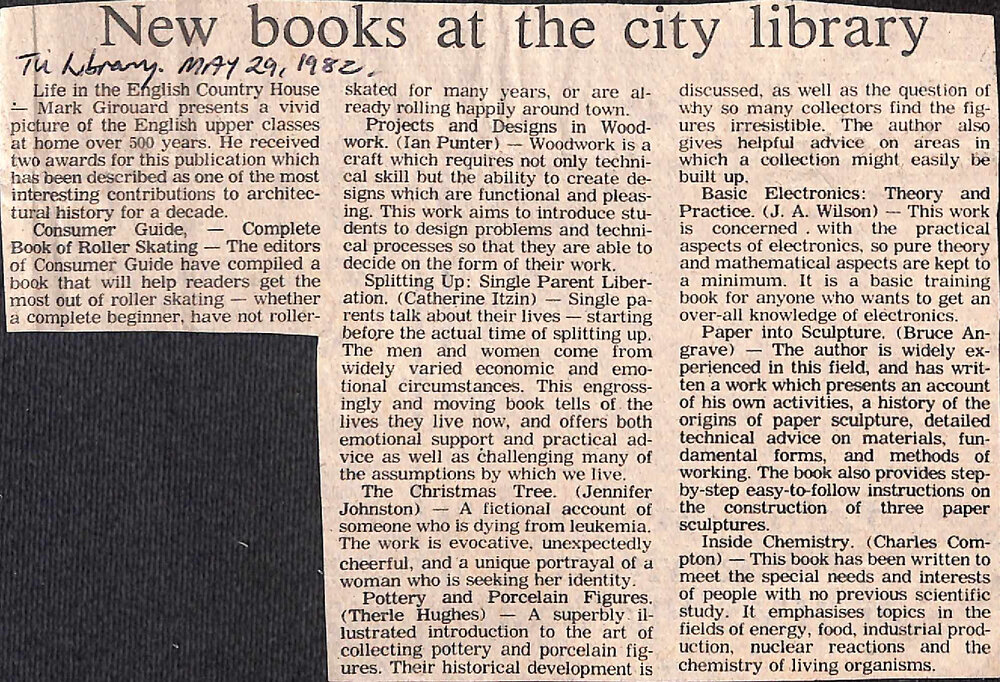 New books at the city library
Tu Library. MAY 29, 1982.
Life in the English Country House
— Mark Girouard presents a vivid
picture of the English upper classes
at home over 500 years. He received
two awards for this publication which
has been described as one of the most
interesting contributions to architec-
tural history for a decade.
Consumer Guide, — Complete
Book of Roller Skating — The editors
of Consumer Guide have compiled a
book that will help readers get the
most out of roller skating — whether
a complete beginner, have not roller-
skated for many years, or are al-
ready rolling happily around town.
Projects and Designs in Wood-
work. (Ian Punter) — Woodwork is a
craft which requires not only techni-
cal skill but the ability to create de-
signs which are functional and pleas-
ing. This work aims to introduce stu-
dents to design problems and techni-
cal processes so that they are able to
decide on the form of their work.
Splitting Up: Single Parent Liber-
ation. (Catherine Itzin) — Single pa-
rents talk about their lives — starting
before the actual time of splitting up.
The men and women come from
widely varied economic and emo-
tional circumstances. This engross-
ingly and moving book tells of the
lives they live now, and offers both
emotional support and practical ad-
vice as well as challenging many of
the assumptions by which we live.
The Christmas Tree. (Jennifer
Johnston) — A fictional account of
someone who is dying from leukemia.
The work is evocative, unexpectedly
cheerful, and a unique portrayal of a
woman who is seeking her identity.
Pottery and Porcelain Figures.
(Therle Hughes) — A superbly il-
lustrated introduction to the art of
collecting pottery and porcelain fig-
ures. Their historical development is
discussed, as well as the question of
why so many collectors find the fig-
ures irresistible. The author also
gives helpful advice on areas in
which a collection might easily be
built up.
Basic Electronics: Theory and
Practice. (J. A. Wilson) — This work
is concerned with the practical
aspects of electronics, so pure theory
and mathematical aspects are kept to
a minimum. It is a basic training
book for anyone who wants to get an
over-all knowledge of electronics.
Paper into Sculpture. (Bruce An-
grave) — The author is widely ex-
perienced in this field, and has writ-
ten a work which presents an account
of his own activities, a history of the
origins of paper sculpture, detailed
technical advice on materials, fun-
damental forms, and methods of
working. The book also provides step-
by-step easy-to-follow instructions on
the construction of three paper
sculptures.
Inside Chemistry. (Charles Com-
pton) — This book has been written to
meet the special needs and interests
of people with no previous scientific
study. It emphasises topics in the
fields of energy, food, industrial prod-
uction, nuclear reactions and the
chemistry of living organisms.